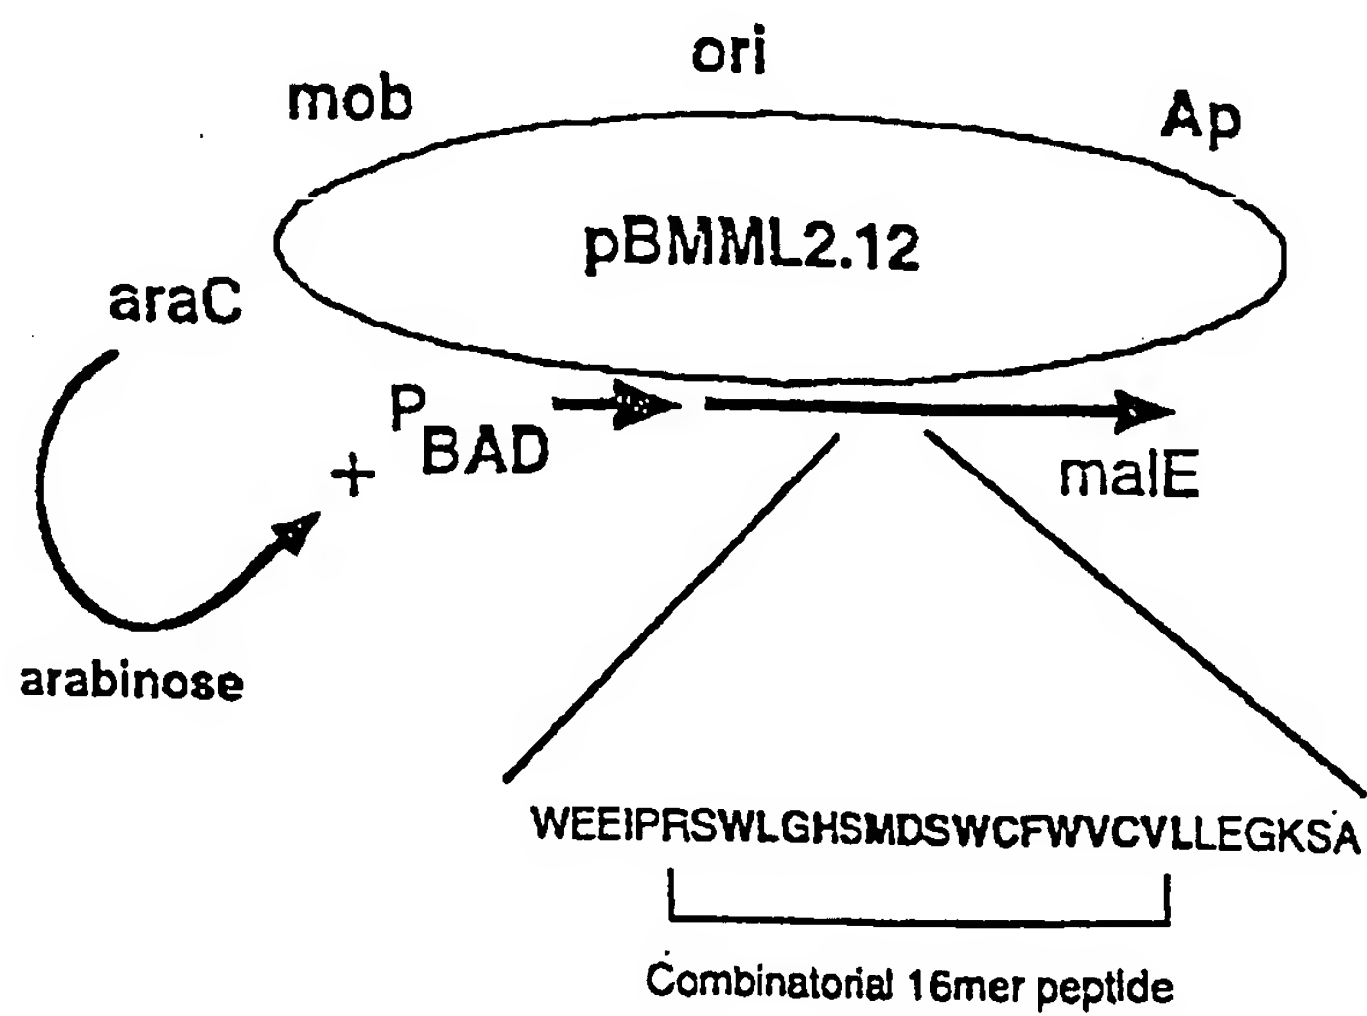 ori
mob
Ap
pBMML2.12
araC
P
BAD
+
malE
arabinose
WEEIPRSWLGHSMDSWCFWVCVLLEGKSA
Combinatorial 16mer peptide